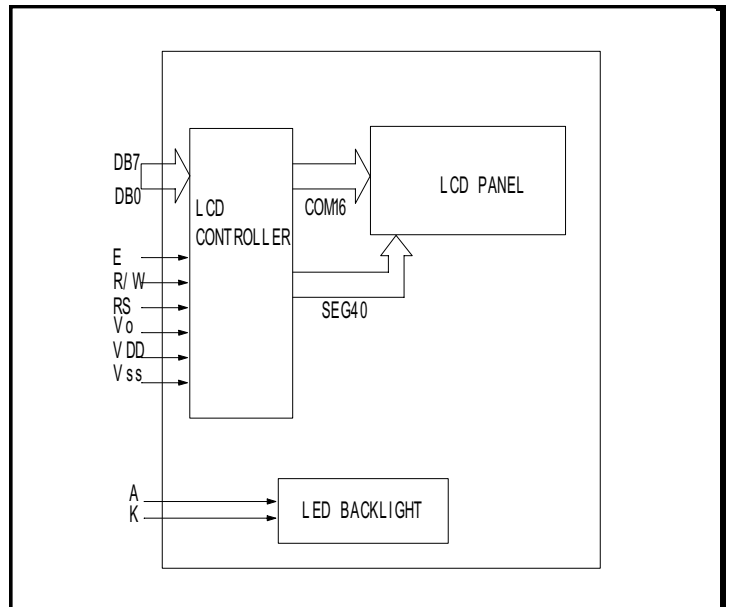 DB7
DB0
LCD
CONTROLLER
COM16
LCD PANEL
E
R/W
RS
Vo
VDD
Vss
SEG40
A
K
LED BACKLIGHT